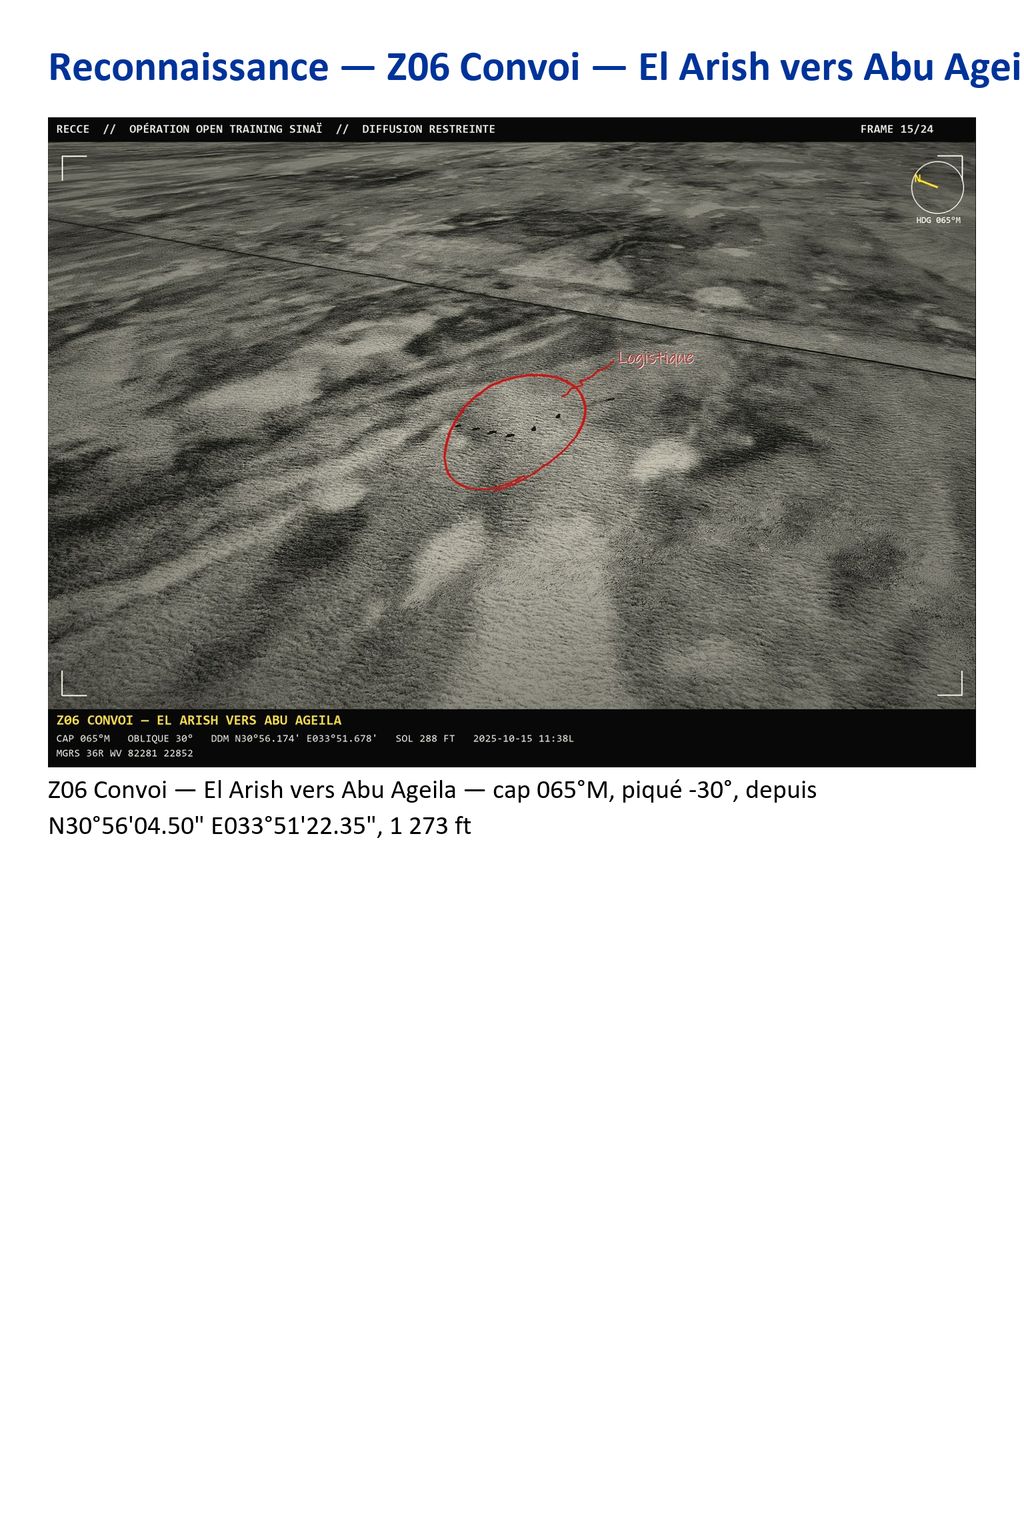 Reconnaissance — Z06 Convoi — El Arish vers Abu Agei
RECCE // OPÉRATION OPEN TRAINING SINAÏ // DIFFUSION RESTREINTE FRAME 15/24
N
HDG 065°M
Logistique
Z06 CONVOI — EL ARISH VERS ABU AGEILA
CAP 065°M OBLIQUE 30° DDM N30°56.174' E033°51.678' SOL 288 FT 2025-10-15 11:38L
MGRS 36R WV 82281 22852
Z06 Convoi — El Arish vers Abu Ageila — cap 065°M, piqué -30°, depuis
N30°56'04.50" E033°51'22.35", 1 273 ft